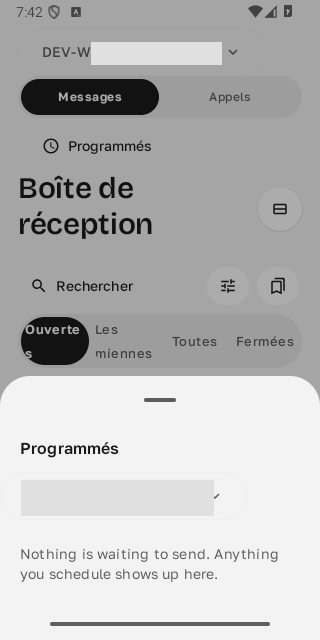 7:42
DEV-W
Messages
Appels
Programmés
Boîte de
réception
Rechercher
Ouverte
s
Les
miennes
Toutes
Fermées
Programmés
Nothing is waiting to send. Anything
you schedule shows up here.